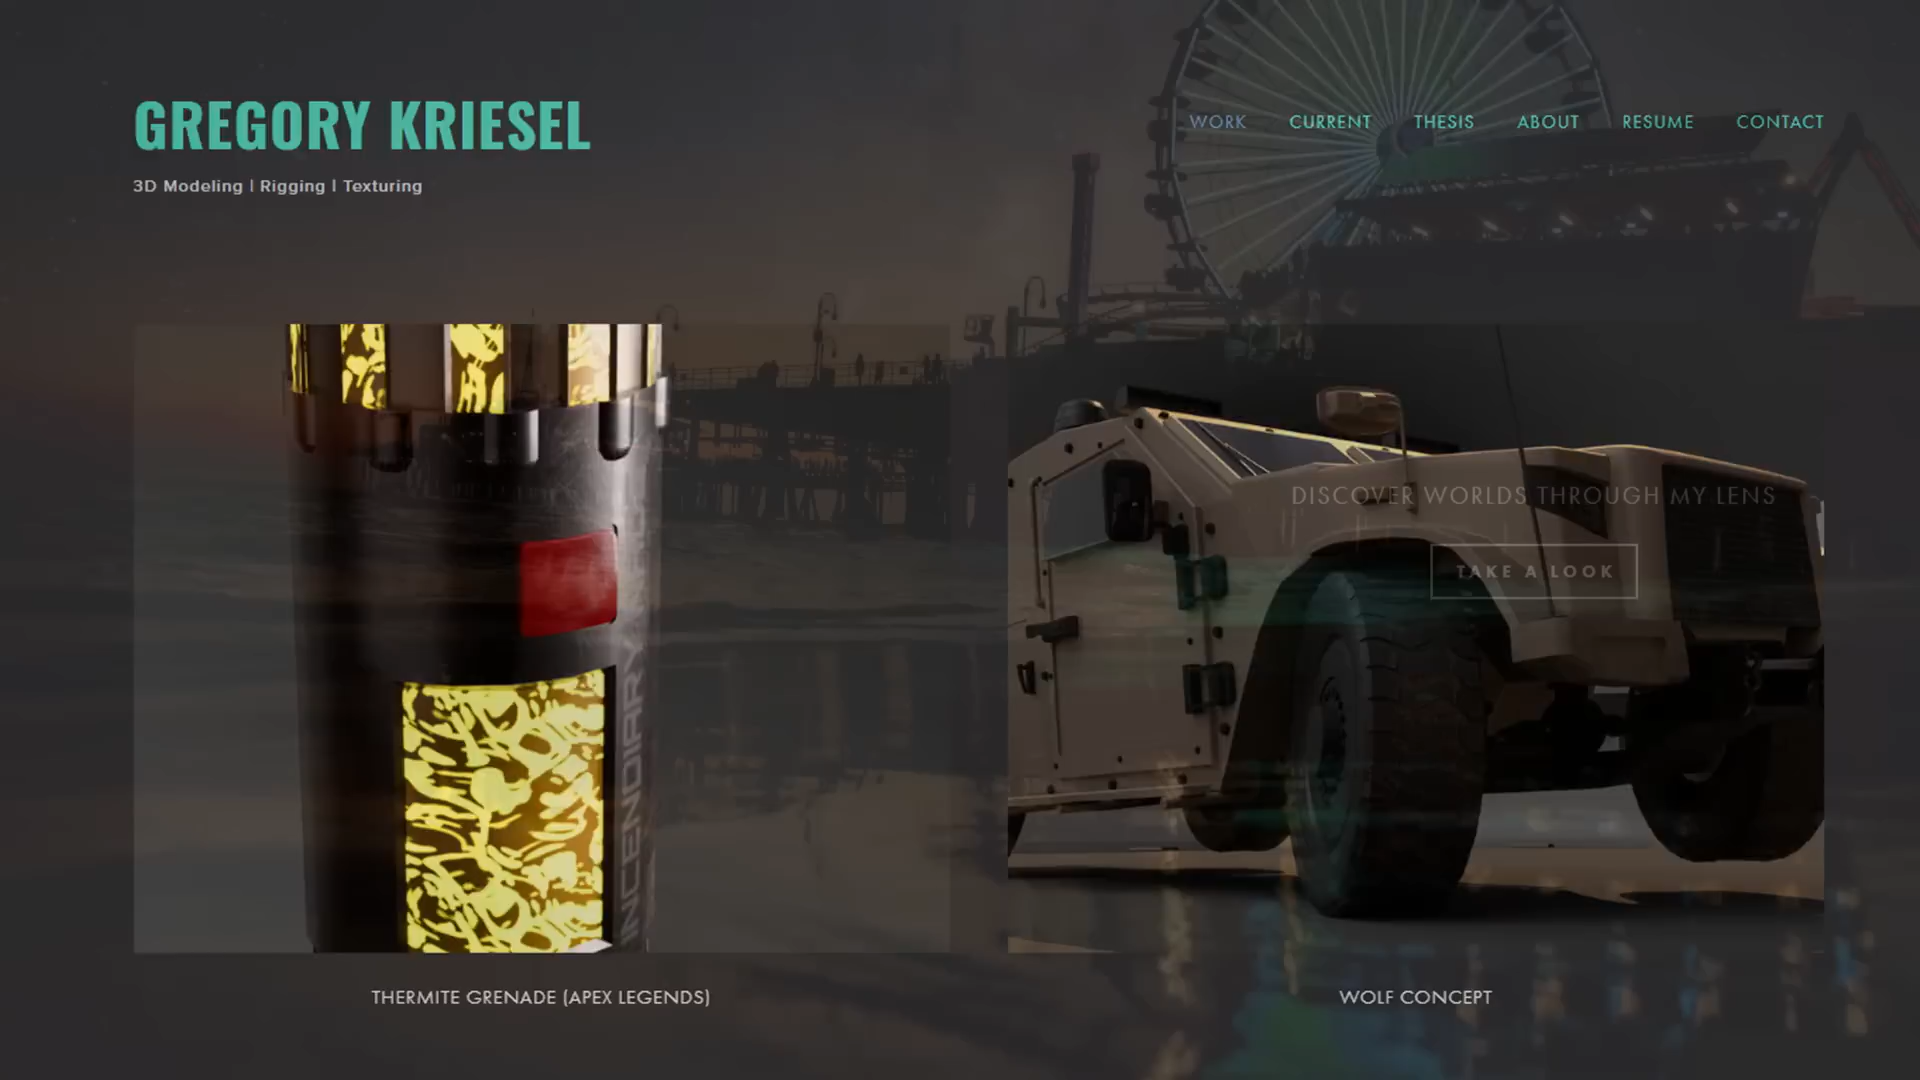 GREGORY KRIESEL
WORK CURRENT THESIS ABOUT RESUME CONTACT
3D Modeling | Rigging | Texturing
DISCOVER WORLDS THROUGH MY LENS
TAKE A LOOK
INCENDIARY
THERMITE GRENADE (APEX LEGENDS)
WOLF CONCEPT